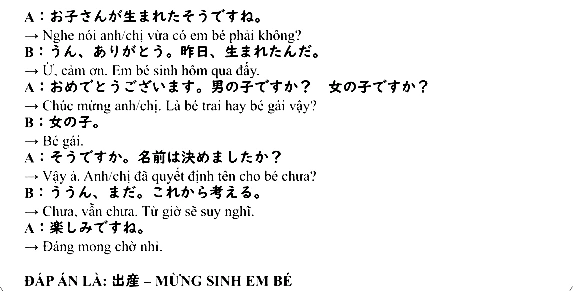 A：お子さんが生まれたそうですね。
→ Nghe nói anh/chị vừa có em bé phải không?
B：うん、ありがとう。昨日、生まれたんだ。
→ Ừ, cảm ơn. Em bé sinh hôm qua đấy.
A：おめでとうございます。男の子ですか？　女の子ですか？
→ Chúc mừng anh/chị. Là bé trai hay bé gái vậy?
B：女の子。
→ Bé gái.
A：そうですか。名前は決めましたか？
→ Vậy à. Anh/chị đã quyết định tên cho bé chưa?
B：ううん、まだ。これから考える。
→ Chưa, vẫn chưa. Từ giờ sẽ suy nghĩ.
A：楽しみですね。
→ Đáng mong chờ nhỉ.
ĐÁP ÁN LÀ: 出産 – MỪNG SINH EM BÉ